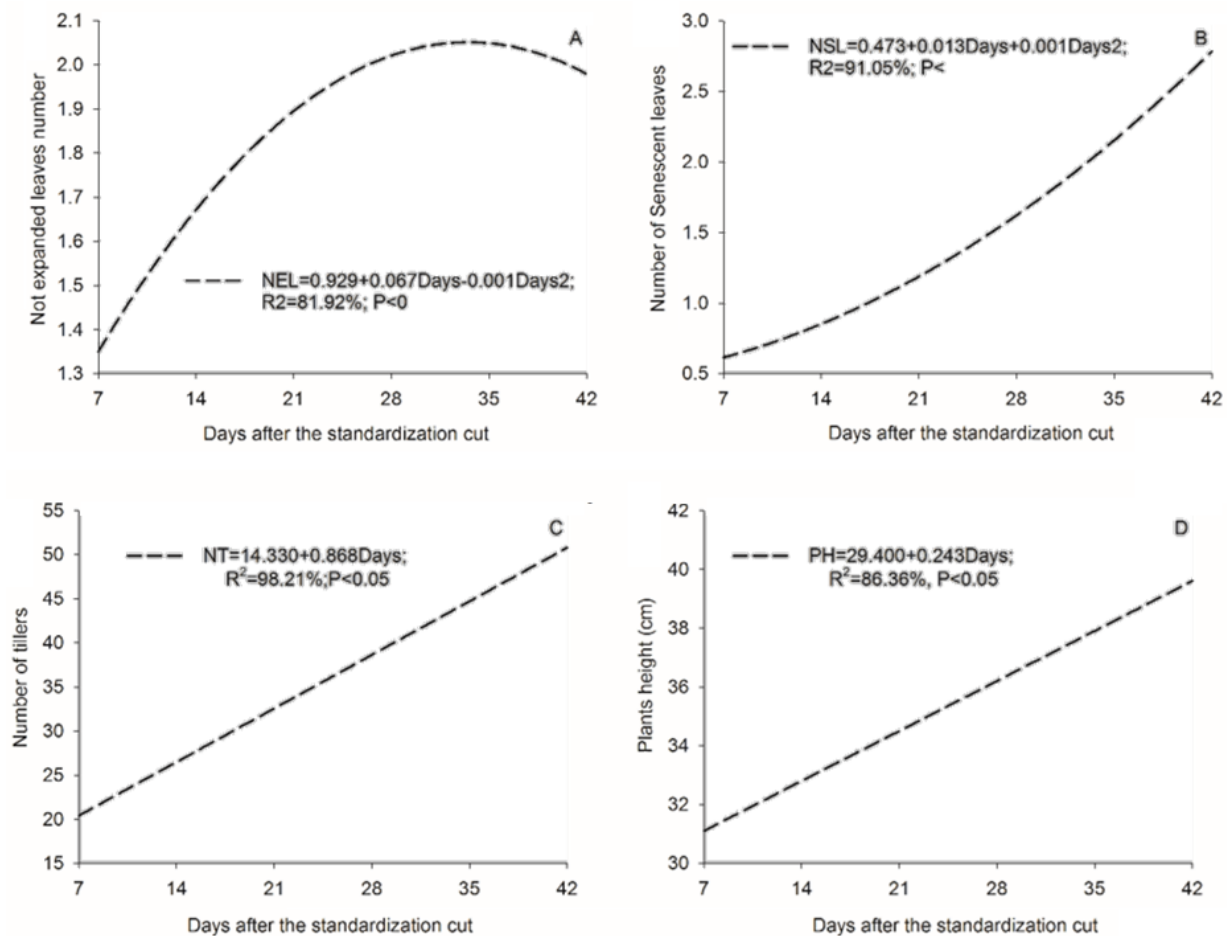 A
Not expanded leaves number
2.1
2.0
1.9
1.8
1.7
1.6
1.5
1.4
1.3
NEL=0.929+0.067Days-0.001Days2;
R2=81.92%; P<0
7 14 21 28 35 42
Days after the standardization cut
B
Number of Senescent leaves
3.0
2.5
2.0
1.5
1.0
0.5
NSL=0.473+0.013Days+0.001Days2;
R2=91.05%; P<
7 14 21 28 35 42
Days after the standardization cut
C
Number of tillers
55
50
45
40
35
30
25
20
15
NT=14.330+0.868Days;
R²=98.21%;P<0.05
7 14 21 28 35 42
Days after the standardization cut
D
Plants height (cm)
42
40
38
36
34
32
30
PH=29.400+0.243Days;
R²=86.36%, P<0.05
7 14 21 28 35 42
Days after the standardization cut